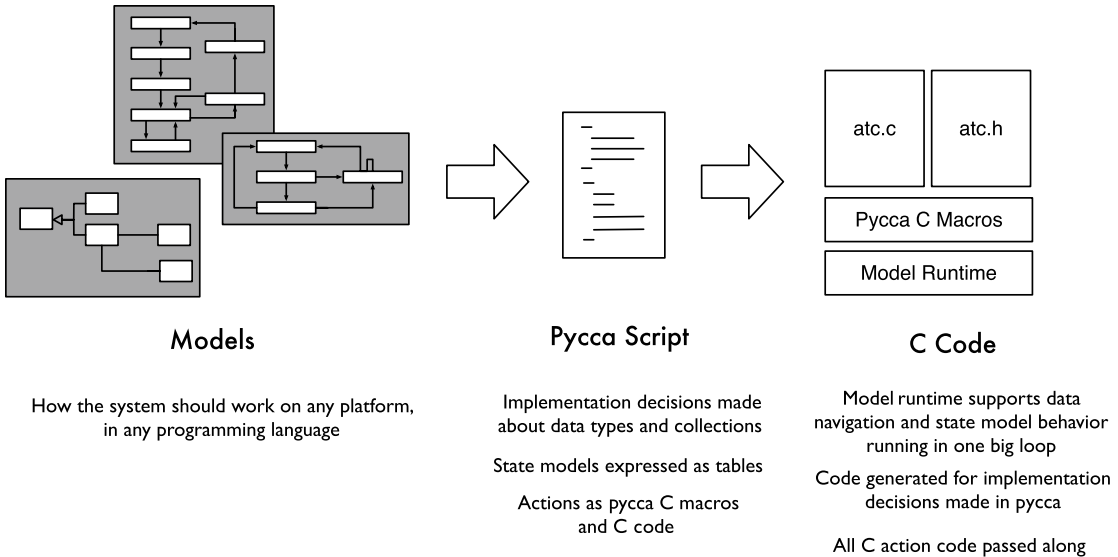 atc.c
atc.h
Pycca C Macros
Model Runtime
Models
Pycca Script
C Code
How the system should work on any platform,
in any programming language
Implementation decisions made
about data types and collections
State models expressed as tables
Actions as pycca C macros
and C code
Model runtime supports data
navigation and state model behavior
running in one big loop
Code generated for implementation
decisions made in pycca
All C action code passed along